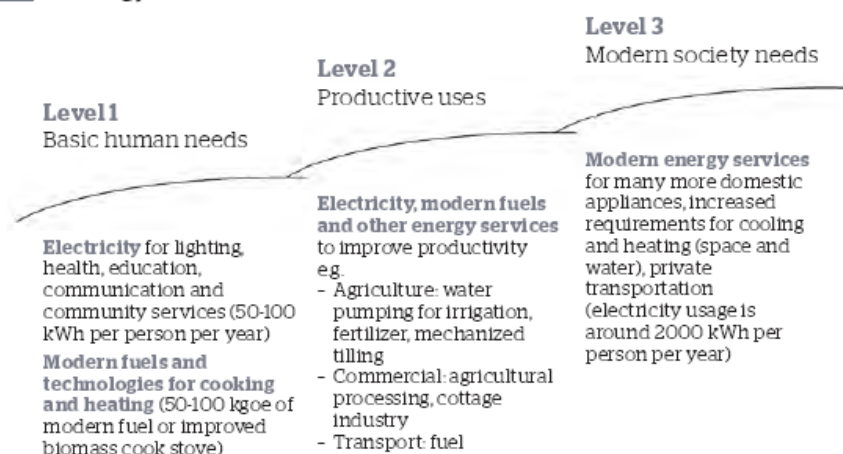 Level 1
Basic human needs
Electricity for lighting,
health, education,
communication and
community services (50-100
kWh per person per year)
Modern fuels and
technologies for cooking
and heating (50-100 kgoe of
modern fuel or improved
biomass cook stove)
Level 2
Productive uses
Electricity, modern fuels
and other energy services
to improve productivity
e.g.
- Agriculture: water
pumping for irrigation,
fertilizer, mechanized
tilling
- Commercial: agricultural
processing, cottage
industry
- Transport: fuel
Level 3
Modern society needs
Modern energy services
for many more domestic
appliances, increased
requirements for cooling
and heating (space and
water), private
transportation
(electricity usage is
around 2000 kWh per
person per year)